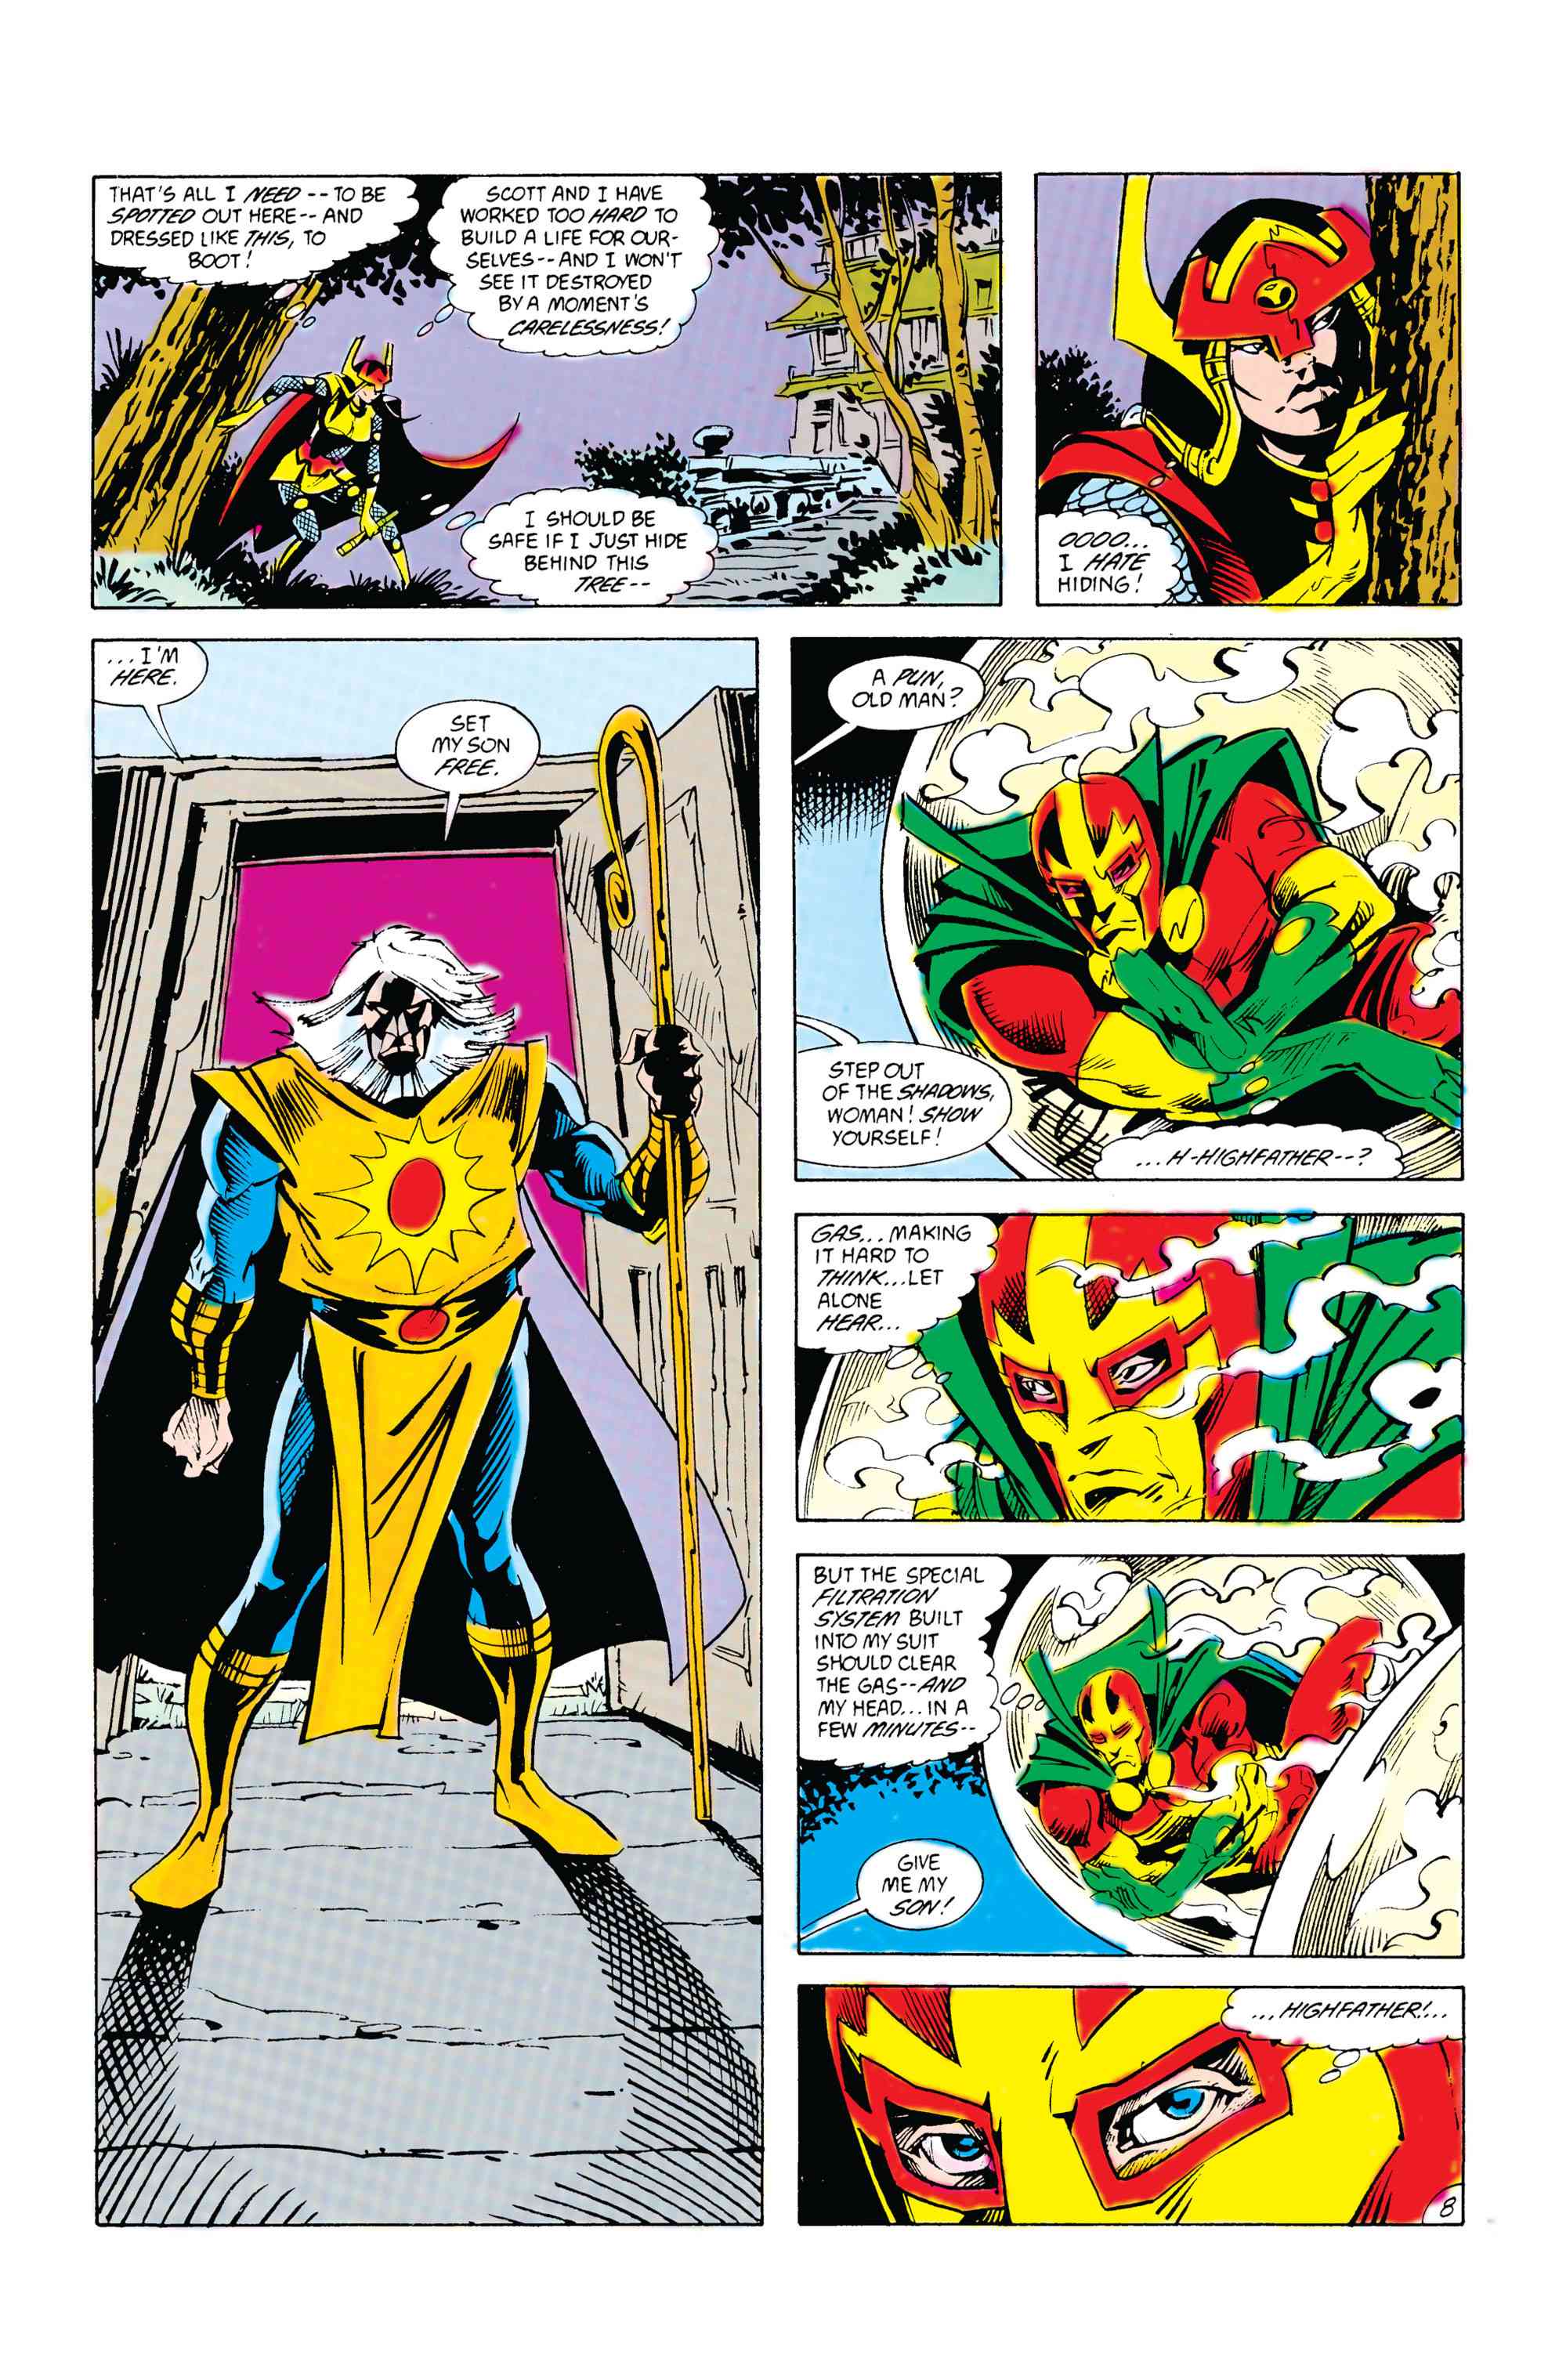 THAT'S ALL I NEED -- TO BE
SPOTTED OUT HERE -- AND
DRESSED LIKE THIS, TO
BOOT!
SCOTT AND I HAVE
WORKED TOO HARD TO
BUILD A LIFE FOR OUR-
SELVES -- AND I WON'T
SEE IT DESTROYED
BY A MOMENT'S
CARELESSNESS!
I SHOULD BE
SAFE IF I JUST HIDE
BEHIND THIS
TREE --
OOOO...
I HATE
HIDING!
...I'M
HERE.
SET
MY SON
FREE.
A PUN,
OLD MAN?
STEP OUT
OF THE SHADOWS,
WOMAN! SHOW
YOURSELF!
...H-HIGHFATHER--?
GAS... MAKING
IT HARD TO
THINK... LET
ALONE
HEAR...
BUT THE SPECIAL
FILTRATION
SYSTEM BUILT
INTO MY SUIT
SHOULD CLEAR
THE GAS -- AND
MY HEAD... IN A
FEW MINUTES --
GIVE
ME MY
SON!
...HIGHFATHER!...
8